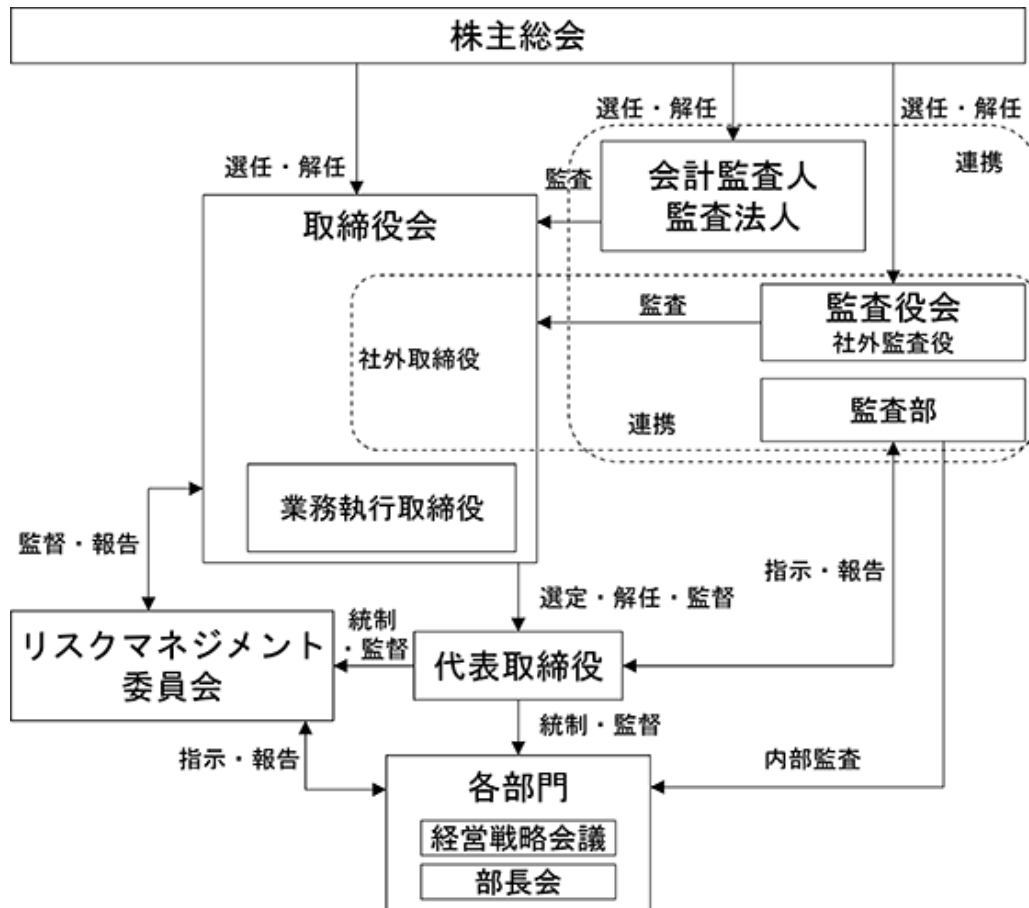 株主総会
選任・解任
選任・解任
選任・解任
連携
会計監査人
監査法人
監査
取締役会
監査
監査役会
社外監査役
社外取締役
監査部
連携
業務執行取締役
監督・報告
指示・報告
選定・解任・監督
統制
・監督
リスクマネジメント
委員会
代表取締役
統制・監督
指示・報告
内部監査
各部門
経営戦略会議
部長会